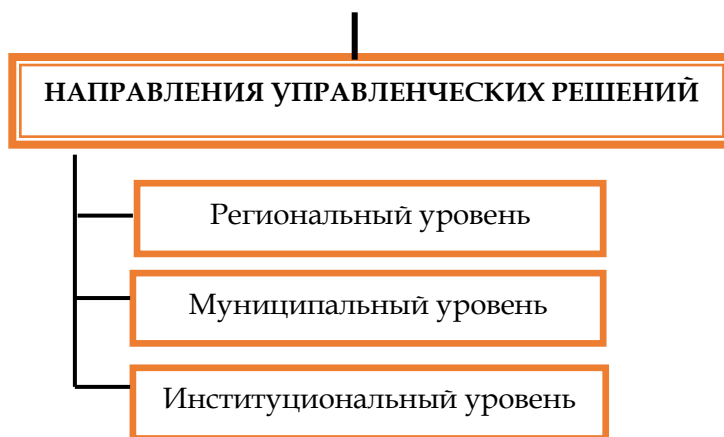 НАПРАВЛЕНИЯ УПРАВЛЕНЧЕСКИХ РЕШЕНИЙ
Региональный уровень
Муниципальный уровень
Институциональный уровень